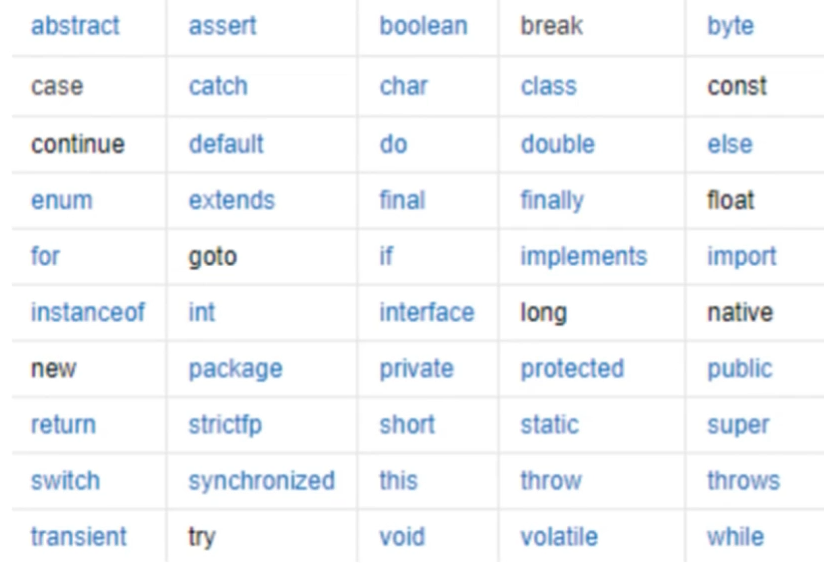 abstract assert boolean break byte
case catch char class const
continue default do double else
enum extends final finally float
for goto if implements import
instanceof int interface long native
new package private protected public
return strictfp short static super
switch synchronized this throw throws
transient try void volatile while